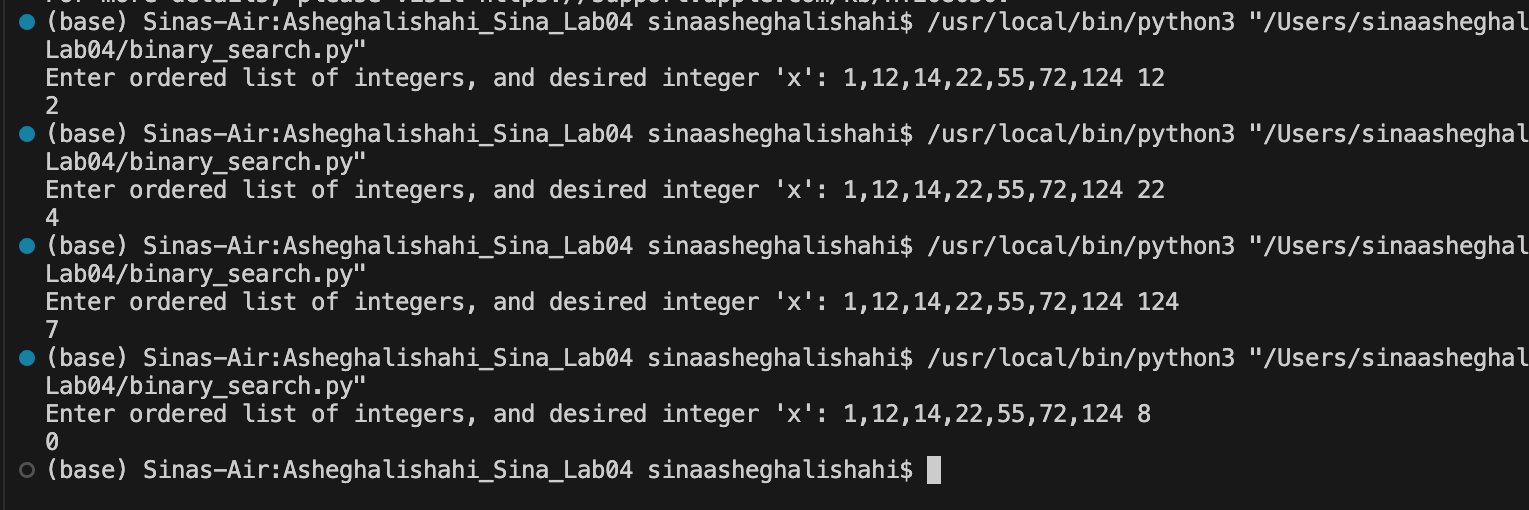 (base) Sinas-Air:Asheghalishahi_Sina_Lab04 sinaasheghalishahi$ /usr/local/bin/python3 "/Users/sinaasheghal
Lab04/binary_search.py"
Enter ordered list of integers, and desired integer 'x': 1,12,14,22,55,72,124 12
2
(base) Sinas-Air:Asheghalishahi_Sina_Lab04 sinaasheghalishahi$ /usr/local/bin/python3 "/Users/sinaasheghal
Lab04/binary_search.py"
Enter ordered list of integers, and desired integer 'x': 1,12,14,22,55,72,124 22
4
(base) Sinas-Air:Asheghalishahi_Sina_Lab04 sinaasheghalishahi$ /usr/local/bin/python3 "/Users/sinaasheghal
Lab04/binary_search.py"
Enter ordered list of integers, and desired integer 'x': 1,12,14,22,55,72,124 124
7
(base) Sinas-Air:Asheghalishahi_Sina_Lab04 sinaasheghalishahi$ /usr/local/bin/python3 "/Users/sinaasheghal
Lab04/binary_search.py"
Enter ordered list of integers, and desired integer 'x': 1,12,14,22,55,72,124 8
0
(base) Sinas-Air:Asheghalishahi_Sina_Lab04 sinaasheghalishahi$